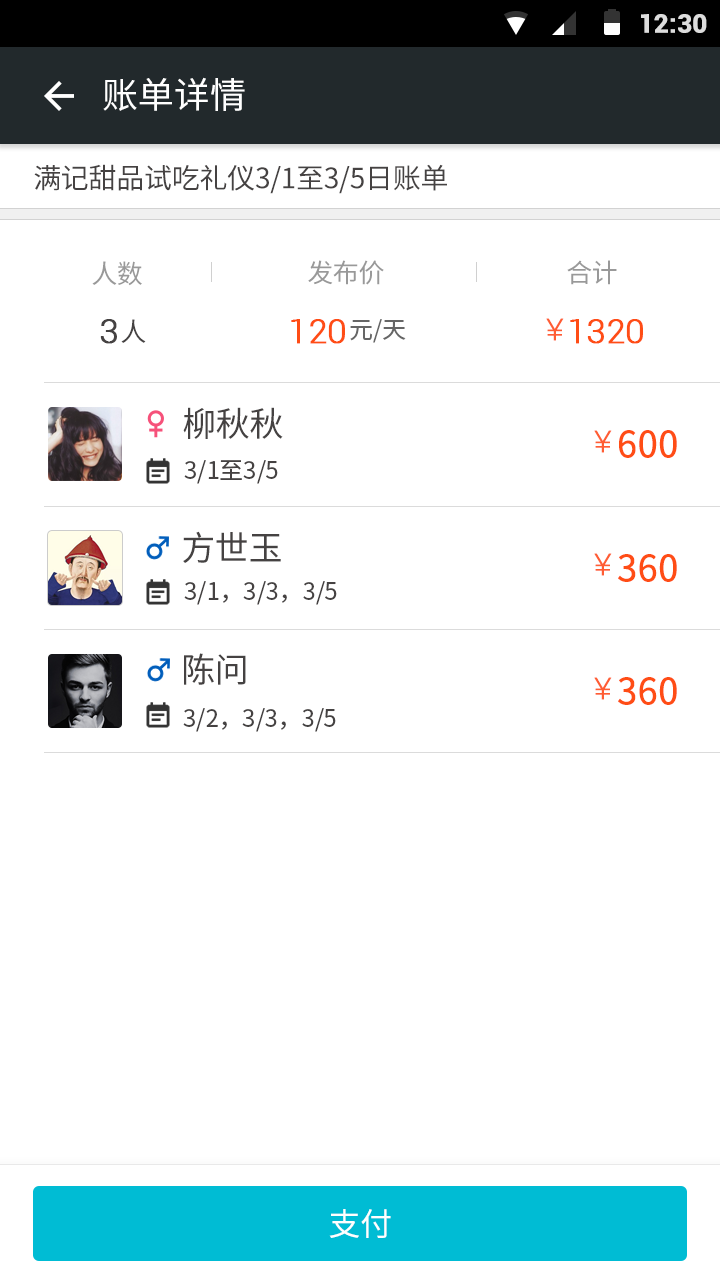 12:30
账单详情
满记甜品试吃礼仪3/1至3/5日账单
人数 发布价 合计
3人 120元/天 ¥1320
柳秋秋
3/1至3/5 ¥600
方世玉
3/1，3/3，3/5 ¥360
陈问
3/2，3/3，3/5 ¥360
支付